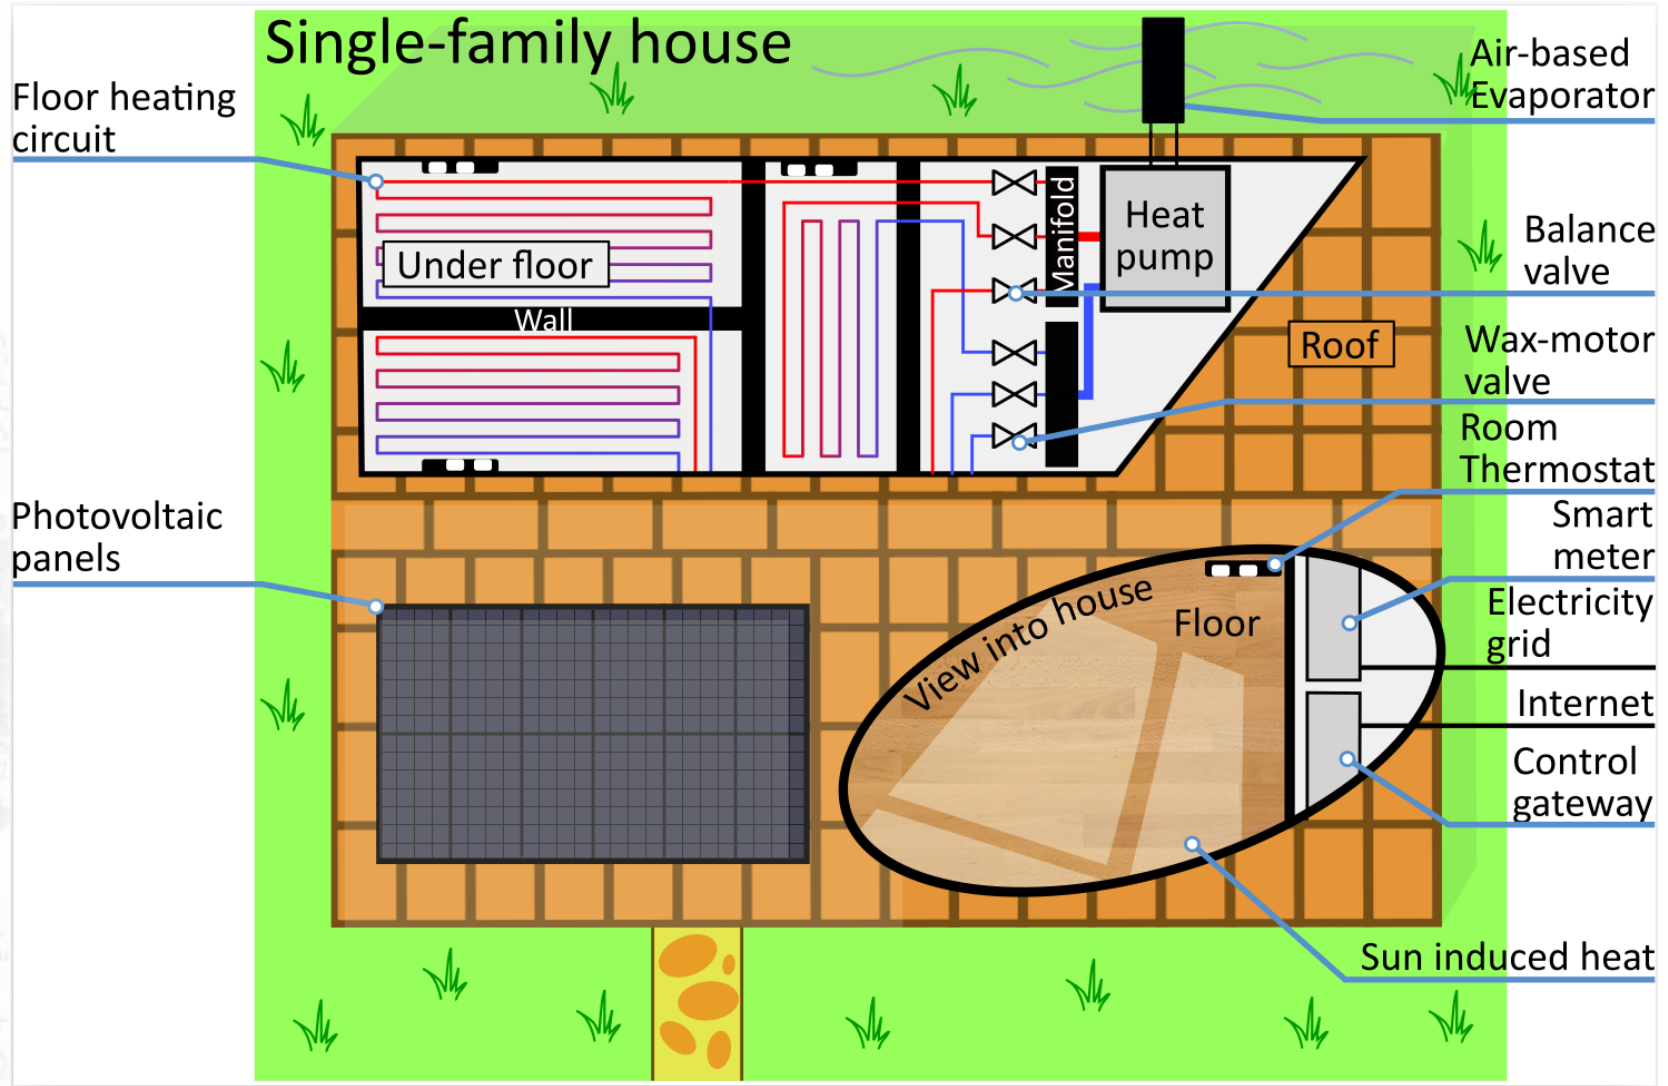 Single-family house
Floor heating
circuit
Air-based
Evaporator
Under floor
Wall
Manifold
Heat
pump
Balance
valve
Roof
Wax-motor
valve
Room
Thermostat
Photovoltaic
panels
Smart
meter
View into house
Floor
Electricity
grid
Internet
Control
gateway
Sun induced heat